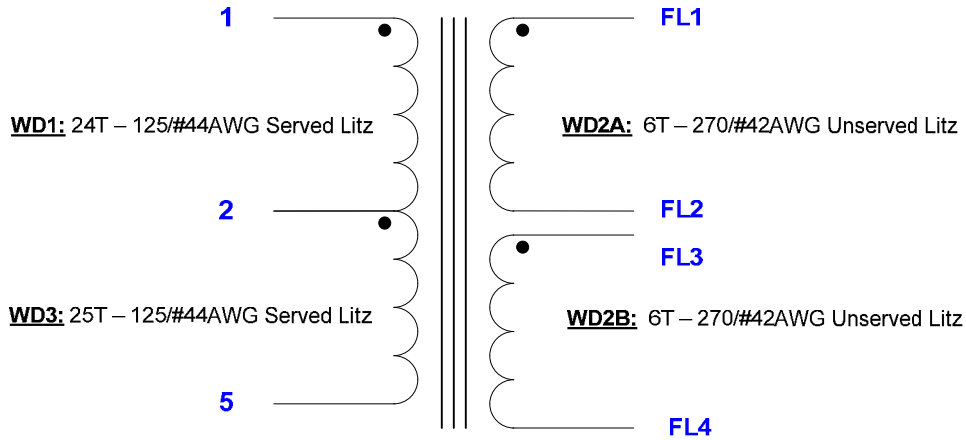 1
FL1
WD1: 24T – 125/#44AWG Served Litz
WD2A: 6T – 270/#42AWG Unserved Litz
2
FL2
FL3
WD3: 25T – 125/#44AWG Served Litz
WD2B: 6T – 270/#42AWG Unserved Litz
5
FL4